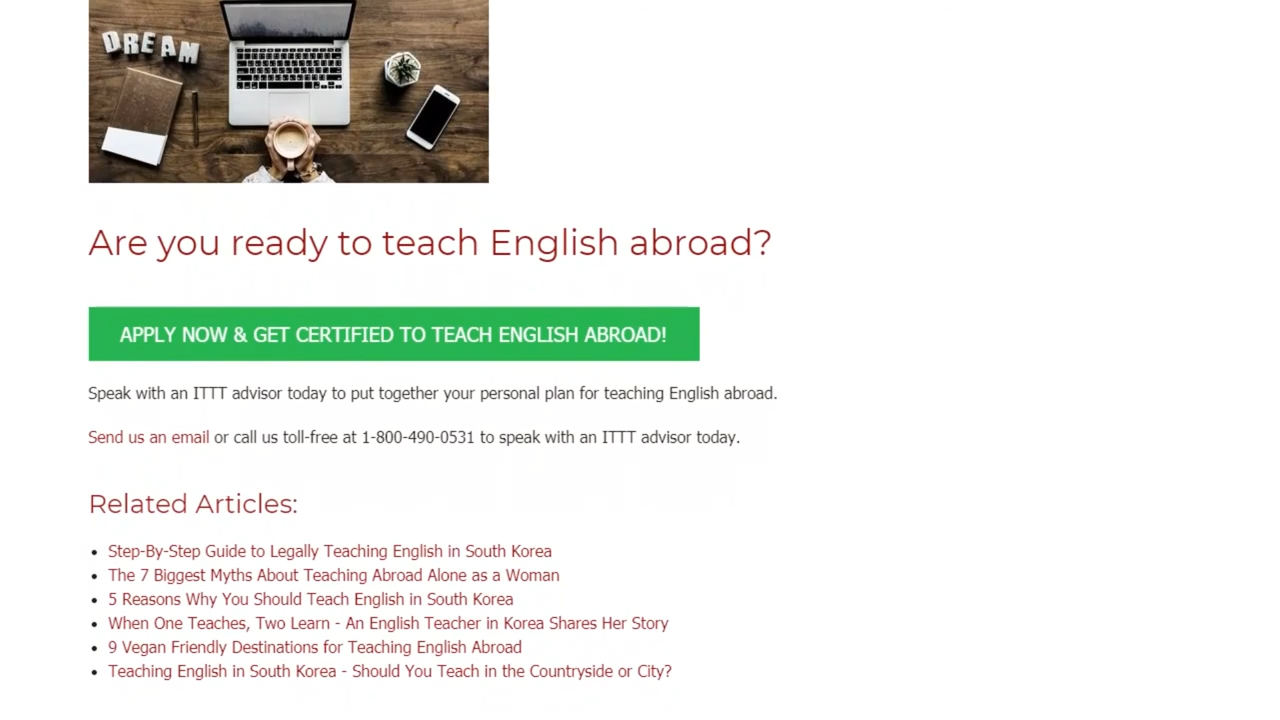 DREAM
Are you ready to teach English abroad?
APPLY NOW & GET CERTIFIED TO TEACH ENGLISH ABROAD!
Speak with an ITTT advisor today to put together your personal plan for teaching English abroad.
Send us an email or call us toll-free at 1-800-490-0531 to speak with an ITTT advisor today.
Related Articles:
• Step-By-Step Guide to Legally Teaching English in South Korea
• The 7 Biggest Myths About Teaching Abroad Alone as a Woman
• 5 Reasons Why You Should Teach English in South Korea
• When One Teaches, Two Learn - An English Teacher in Korea Shares Her Story
• 9 Vegan Friendly Destinations for Teaching English Abroad
• Teaching English in South Korea - Should You Teach in the Countryside or City?